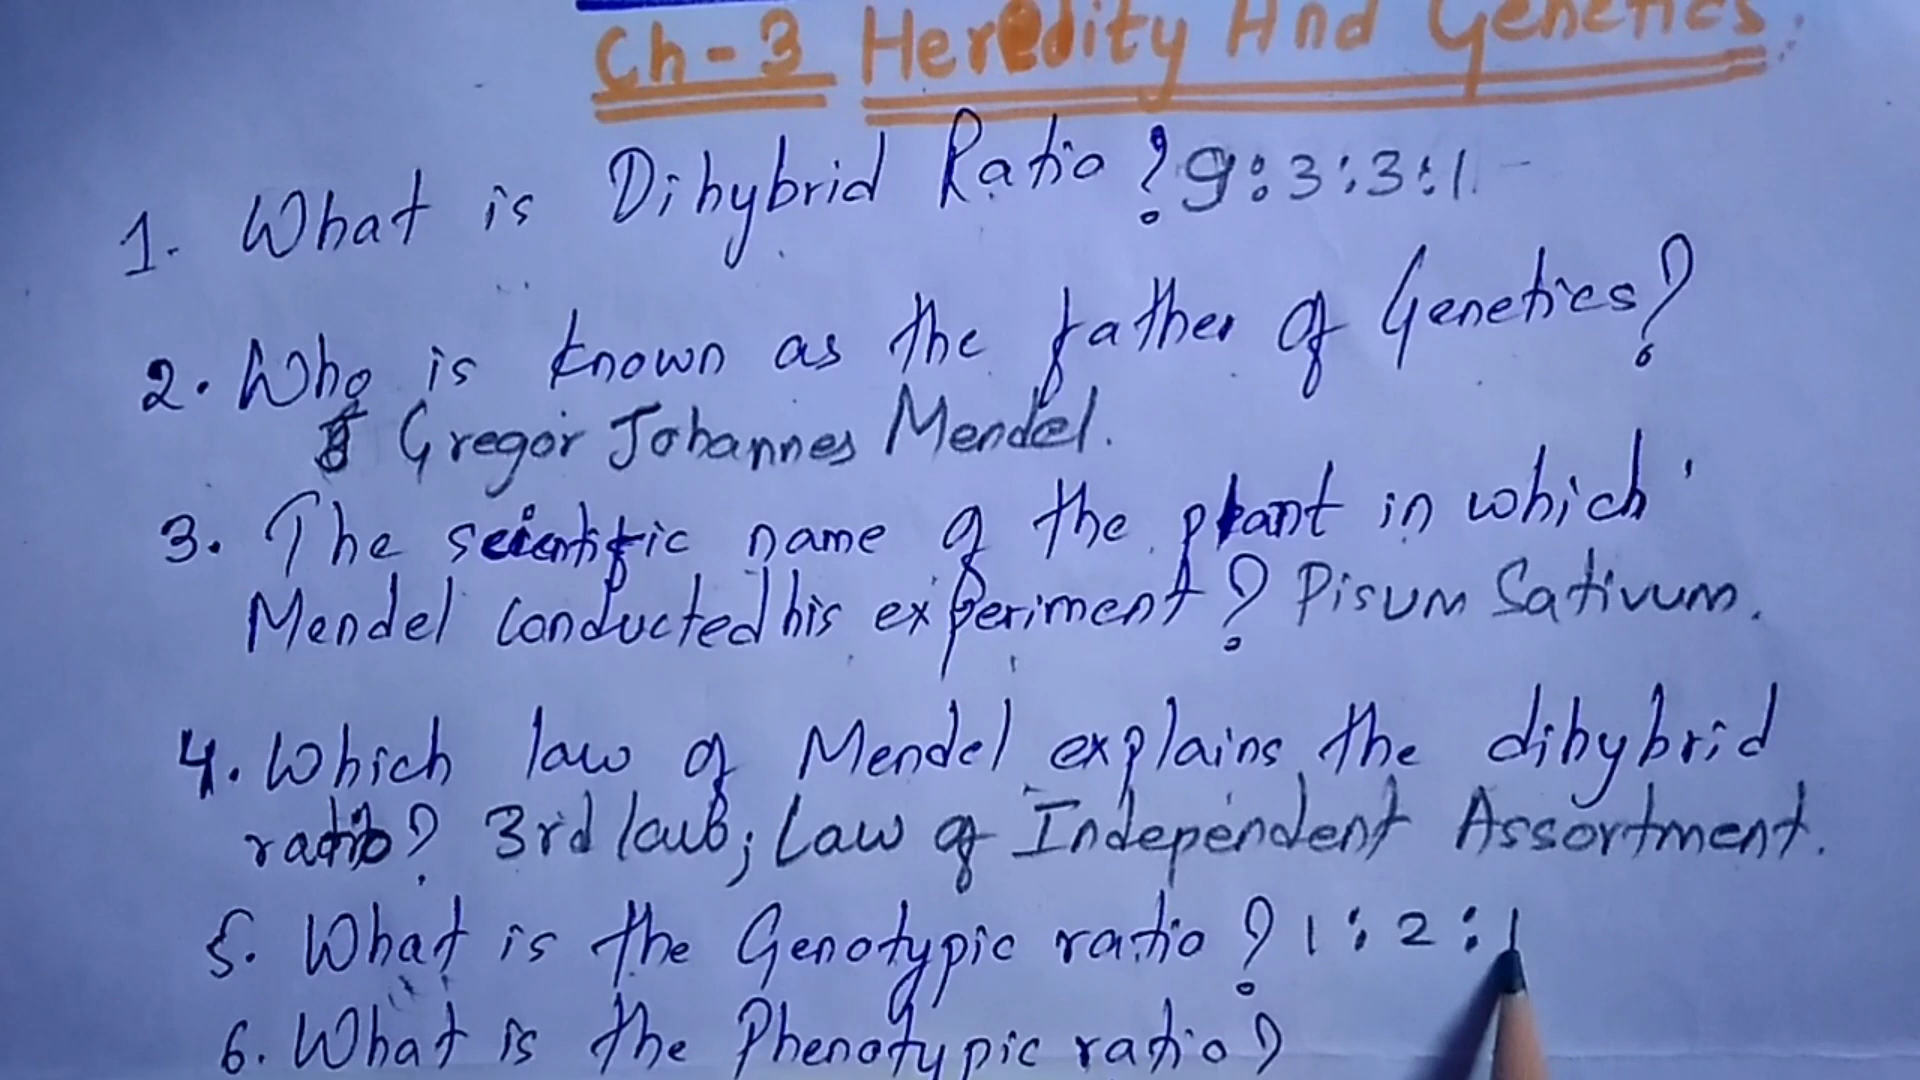 Ch-3 Heredity And Genetics
1. What is Dihybrid Ratio? 9:3:3:1
2. Who is known as the father of Genetics?
Gregor Johannes Mendel.
3. The scientific name of the plant in which
Mendel conducted his experiment? Pisum Sativum.
4. Which law of Mendel explains the dihybrid
ratio? 3rd law; Law of Independent Assortment.
5. What is the Genotypic ratio? 1:2:1
6. What is the Phenotypic ratio?